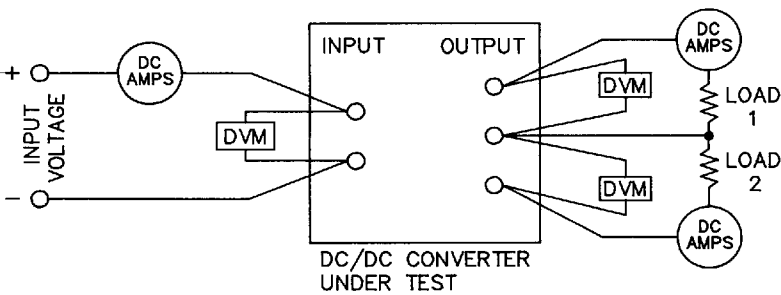 INPUT OUTPUT
DC
AMPS
DC
AMPS
+
INPUT
VOLTAGE
-
DVM
DVM
LOAD
1
DVM
LOAD
2
DC
AMPS
DC/DC CONVERTER
UNDER TEST